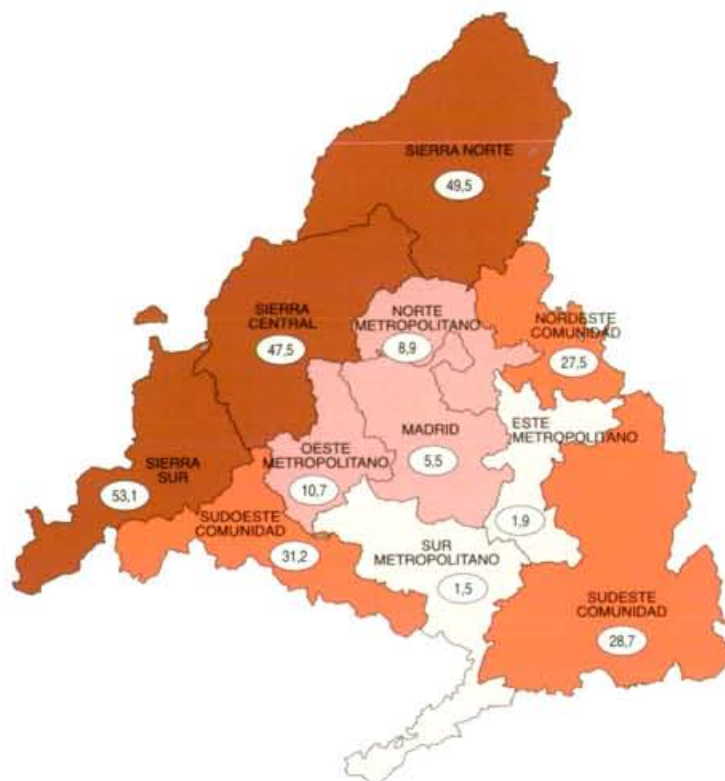 SIERRA NORTE
49,5
SIERRA
CENTRAL
47,5
NORTE
METROPOLITANO
8,9
NORDESTE
COMUNIDAD
27,5
ESTE
METROPOLITANO
1,9
MADRID
5,5
OESTE
METROPOLITANO
10,7
SIERRA
SUR
53,1
SUDOESTE
COMUNIDAD
31,2
SUR
METROPOLITANO
1,5
SUDESTE
COMUNIDAD
28,7